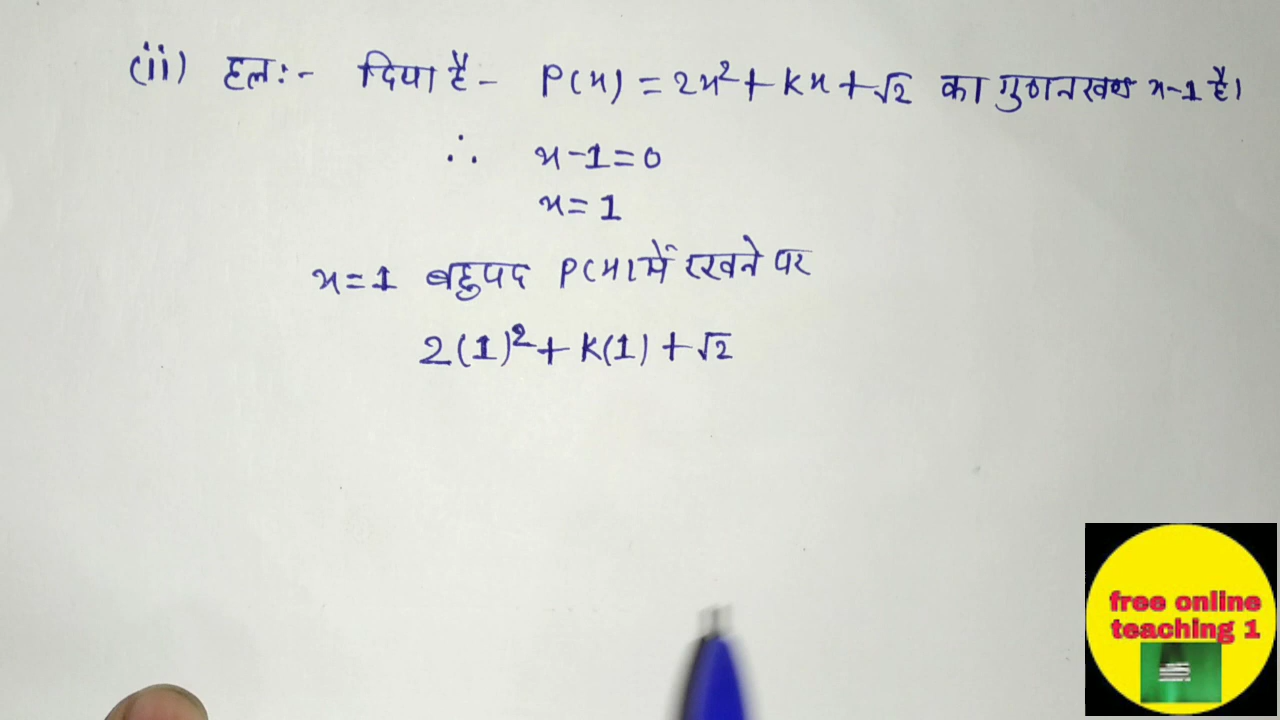 (ii) हल:- दिया है- P(x) = 2x²+Kx+√2 का गुणनखण्ड x-1 है।
∴ x-1=0
x=1
x=1 बहुपद P(x) में रखने पर
2(1)²+K(1)+√2
free online
teaching 1